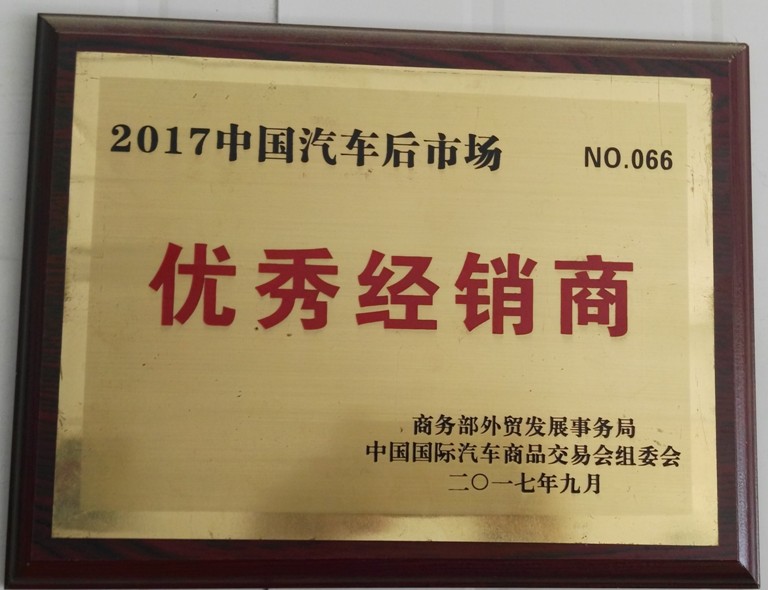 2017中国汽车后市场 NO.066
优秀经销商
商务部外贸发展事务局
中国国际汽车商品交易会组委会
二〇一七年九月